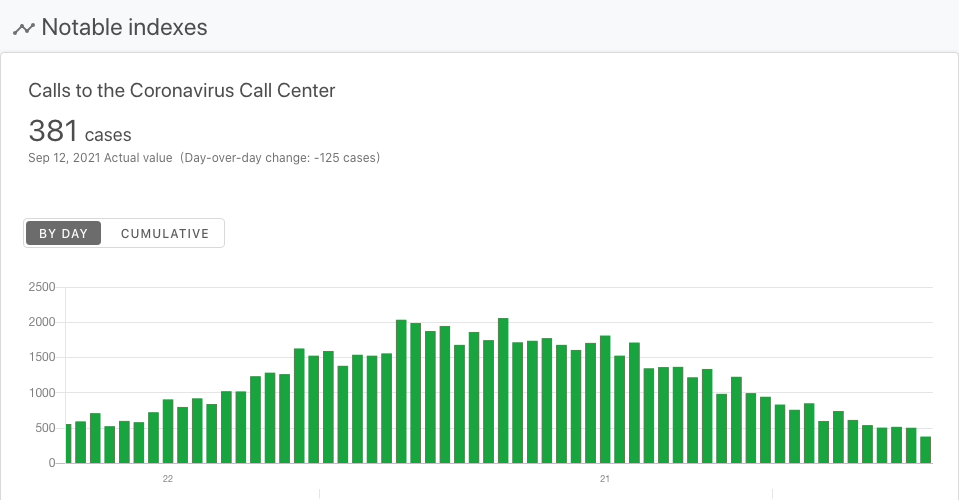 Notable indexes
Calls to the Coronavirus Call Center
381 cases
Sep 12, 2021 Actual value (Day-over-day change: -125 cases)
BY DAY CUMULATIVE
2500
2000
1500
1000
500
0
22 21